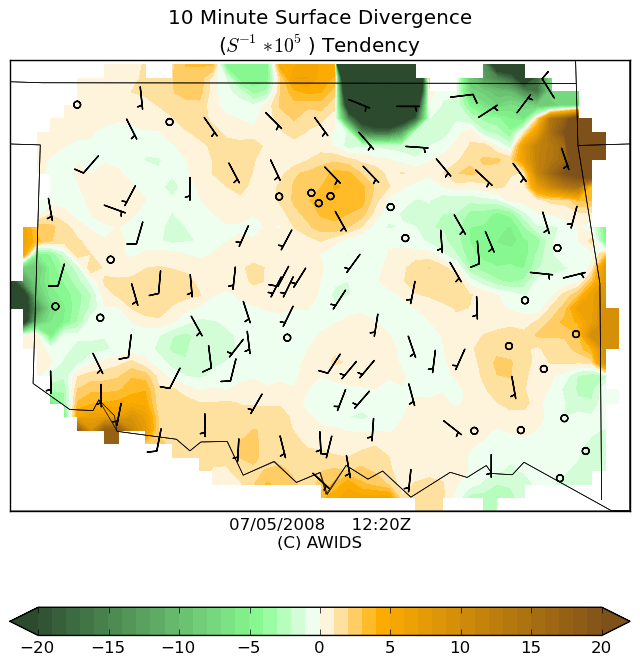 10 Minute Surface Divergence
(S⁻¹ * 10⁵ ) Tendency
07/05/2008 12:20Z
(C) AWIDS
−20 −15 −10 −5 0 5 10 15 20